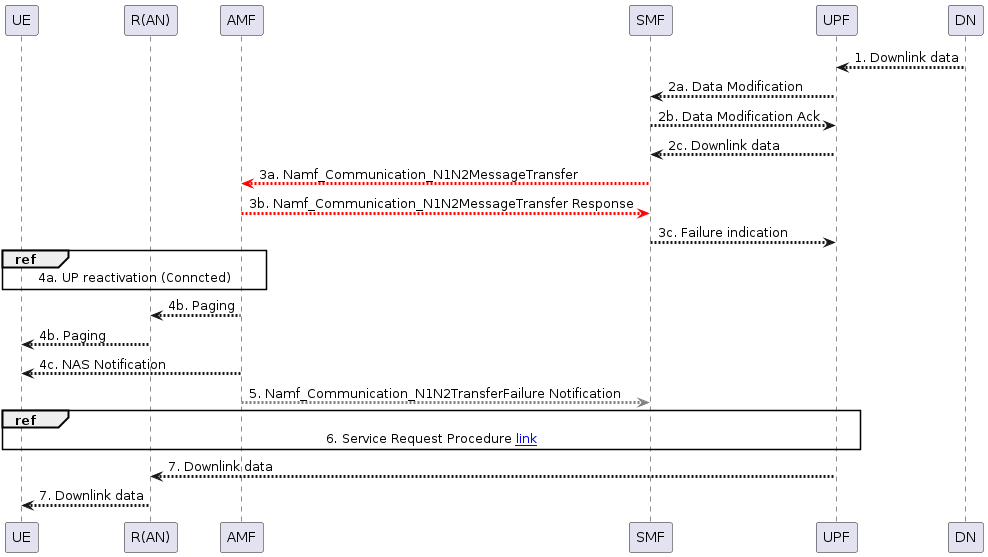 UE R(AN) AMF SMF UPF DN
1. Downlink data
2a. Data Modification
2b. Data Modification Ack
2c. Downlink data
3a. Namf_Communication_N1N2MessageTransfer
3b. Namf_Communication_N1N2MessageTransfer Response
3c. Failure indication
ref
4a. UP reactivation (Conncted)
4b. Paging
4b. Paging
4c. NAS Notification
5. Namf_Communication_N1N2TransferFailure Notification
ref
6. Service Request Procedure link
7. Downlink data
7. Downlink data
UE R(AN) AMF SMF UPF DN